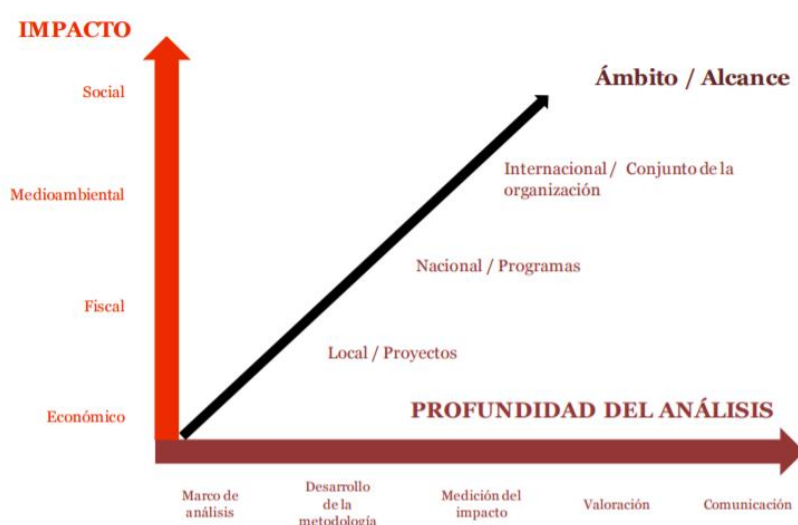 IMPACTO
Social
Ámbito / Alcance
Internacional / Conjunto de la
organización
Medioambiental
Nacional / Programas
Fiscal
Local / Proyectos
Económico
PROFUNDIDAD DEL ANÁLISIS
Marco de
análisis
Desarrollo
de la
metodología
Medición del
impacto
Valoración
Comunicación